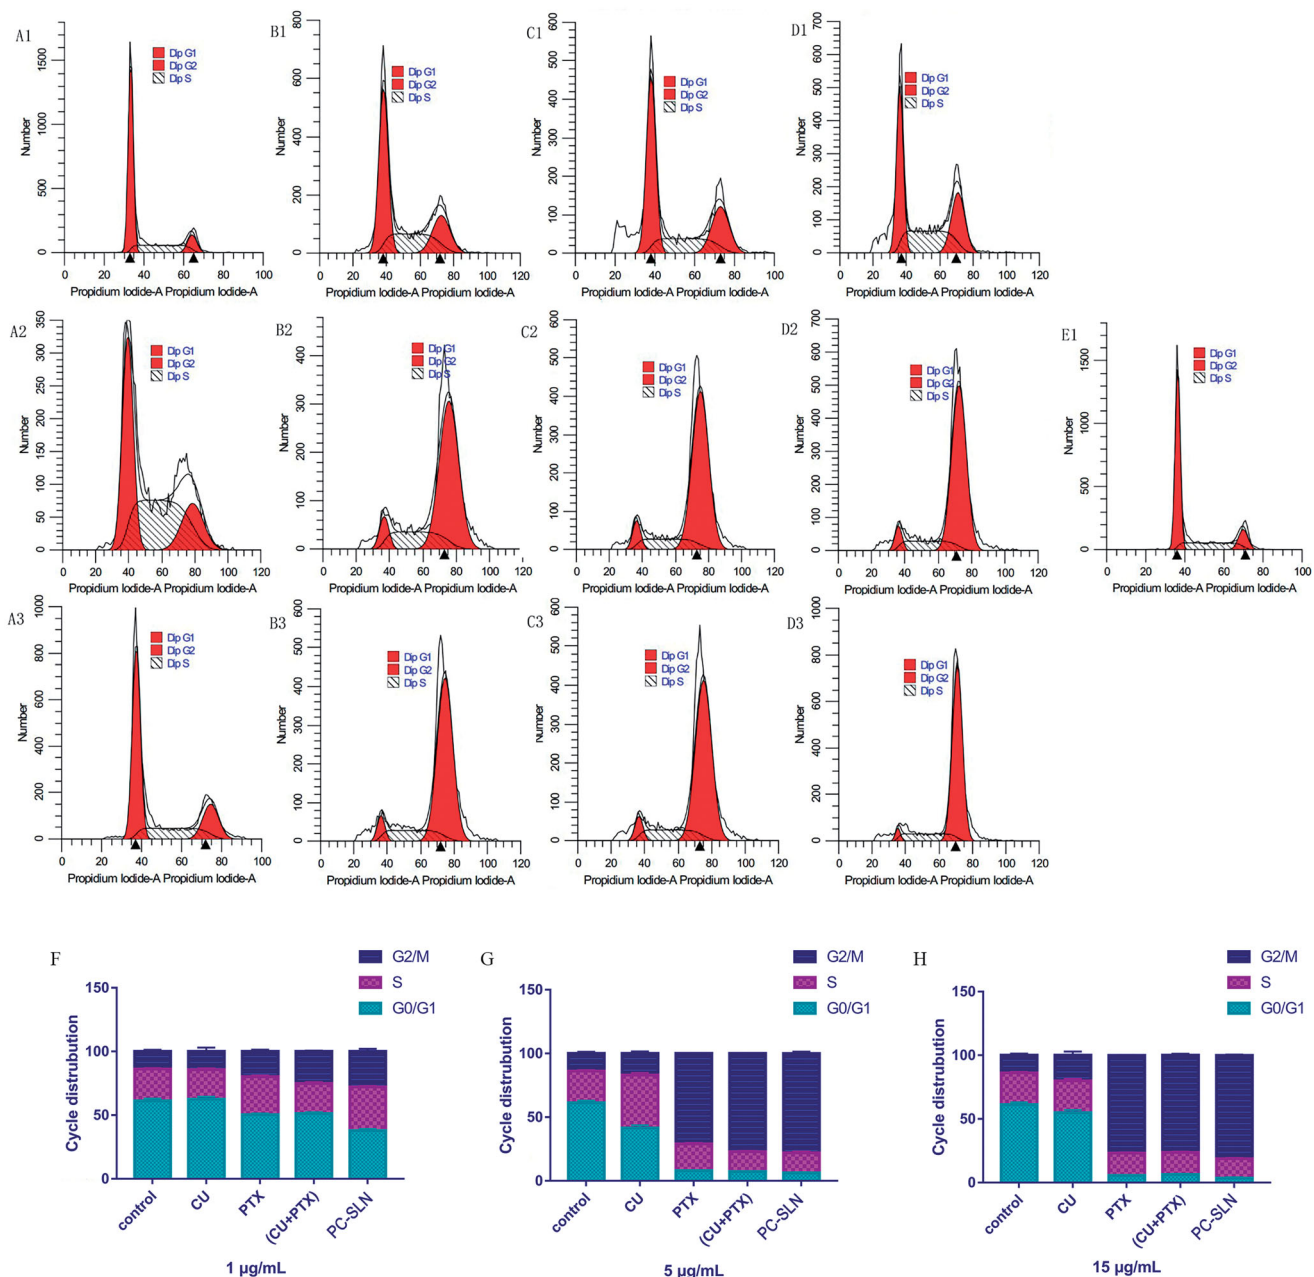 A1
Dip G1
Dip G2
Dip S
Number
0 500 1000 1500
0 20 40 60 80 100
Propidium Iodide-A Propidium Iodide-A
B1
Dip G1
Dip G2
Dip S
Number
0 200 400 600 800
0 20 40 60 80 100 120
Propidium Iodide-A Propidium Iodide-A
C1
Dip G1
Dip G2
Dip S
Number
0 100 200 300 400 500 600
0 20 40 60 80 100 120
Propidium Iodide-A Propidium Iodide-A
D1
Dip G1
Dip G2
Dip S
Number
0 100 200 300 400 500 600 700
0 20 40 60 80 100 120
Propidium Iodide-A Propidium Iodide-A
A2
Dip G1
Dip G2
Dip S
Number
0 50 100 150 200 250 300 350
0 20 40 60 80 100 120
Propidium Iodide-A Propidium Iodide-A
B2
Dip G1
Dip G2
Dip S
Number
0 100 200 300 40
0 20 40 60 80 100 120
Propidium Iodide-A Propidium Iodide-A
C2
Dip G1
Dip G2
Dip S
Number
0 100 200 300 400 500 600
0 20 40 60 80 100 120
Propidium Iodide-A Propidium Iodide-A
D2
Dip G1
Dip G2
Dip S
Number
0 100 200 300 400 500 600 700
0 20 40 60 80 100 120
Propidium Iodide-A Propidium Iodide-A
E1
Dip G1
Dip G2
Dip S
Number
0 500 1000 1500
0 20 40 60 80 100
Propidium Iodide-A Propidium Iodide-A
A3
Dip G1
Dip G2
Dip S
Number
0 200 400 600 800 1000
0 20 40 60 80 100
Propidium Iodide-A Propidium Iodide-A
B3
Dip G1
Dip G2
Dip S
Number
0 100 200 300 400 500 600
0 20 40 60 80 100 120
Propidium Iodide-A Propidium Iodide-A
C3
Dip G1
Dip G2
Dip S
Number
0 100 200 300 400 500 600
0 20 40 60 80 100 120
Propidium Iodide-A Propidium Iodide-A
D3
Dip G1
Dip G2
Dip S
Number
0 200 400 600 800 1000
0 20 40 60 80 100 120
Propidium Iodide-A Propidium Iodide-A
F
G2/M
S
G0/G1
Cycle distrubution
150
100
50
0
control CU PTX (CU+PTX) PC-SLN
1 µg/mL
G
G2/M
S
G0/G1
Cycle distrubution
150
100
50
0
control CU PTX (CU+PTX) PC-SLN
5 µg/mL
H
G2/M
S
G0/G1
Cycle distrubution
150
100
50
0
control CU PTX (CU+PTX) PC-SLN
15 µg/mL